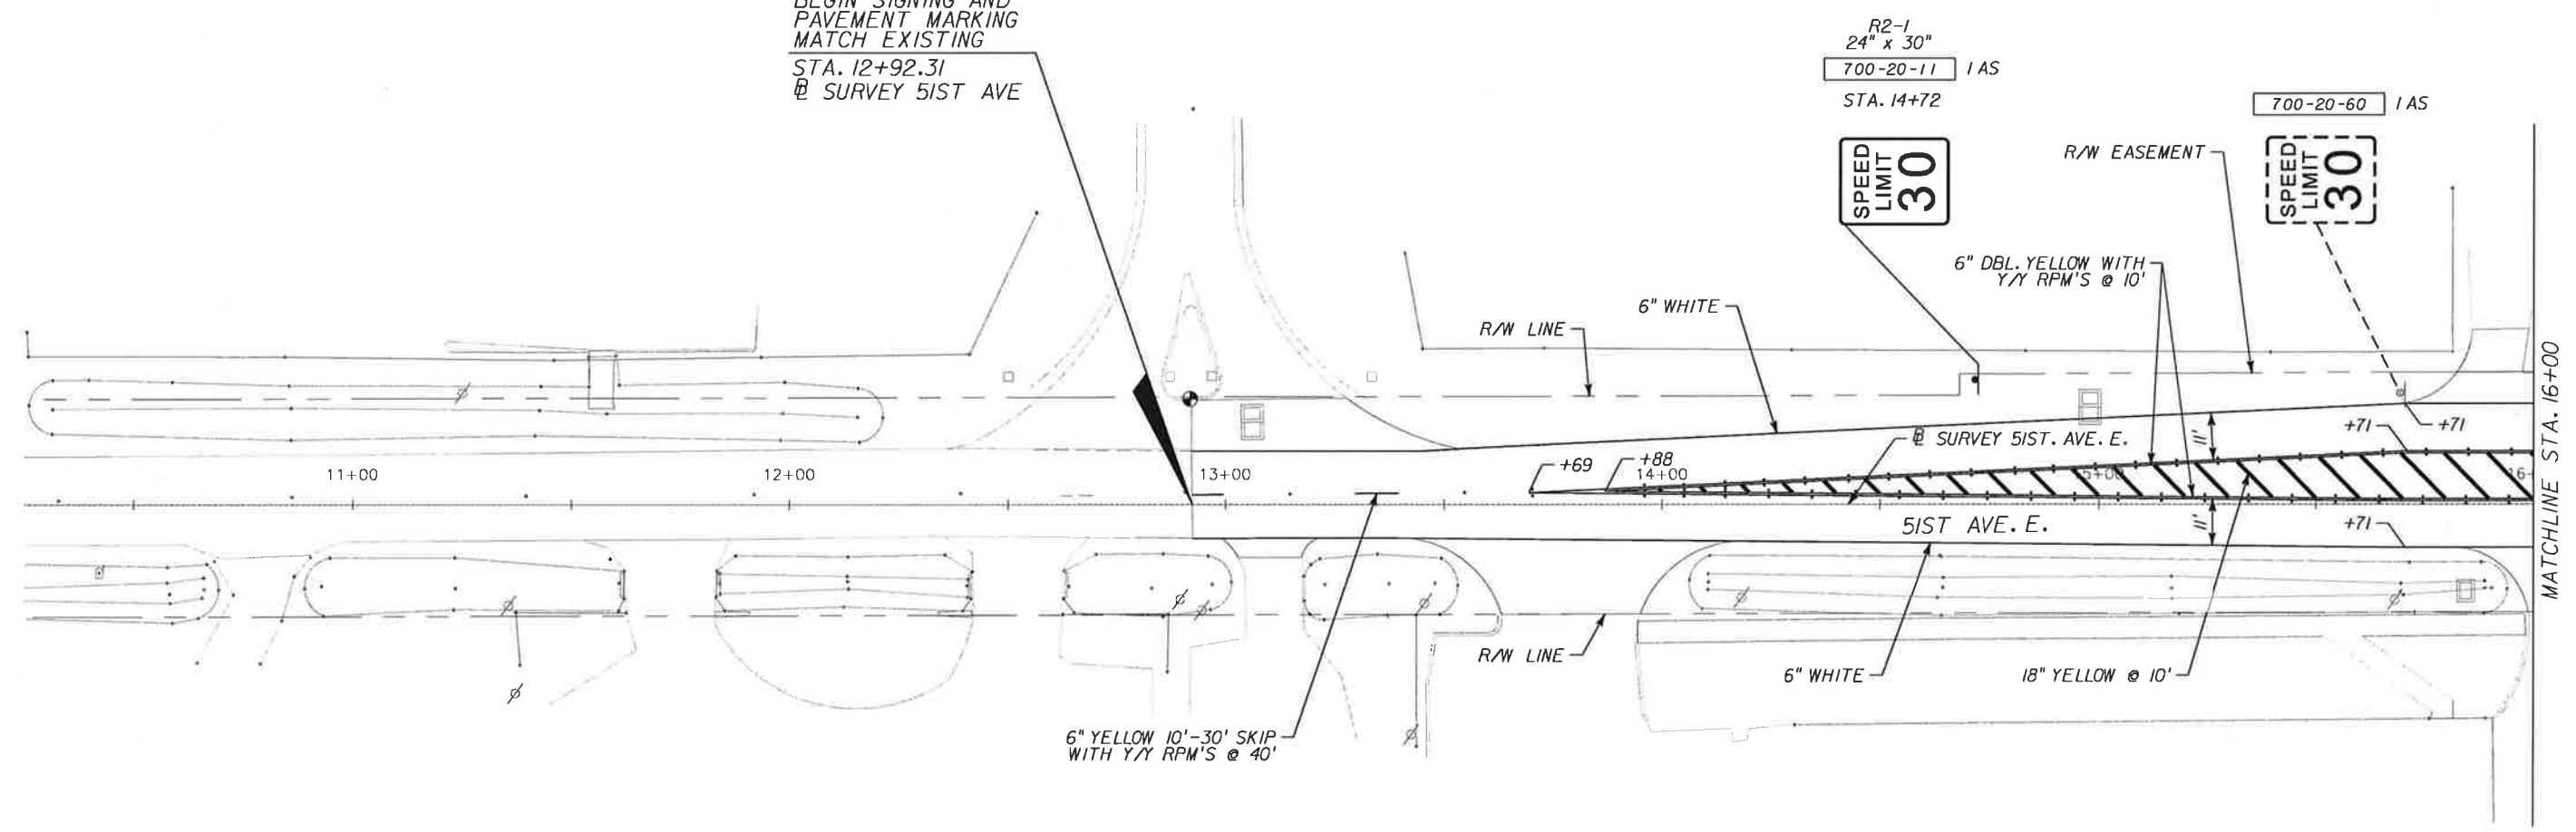 BEGIN SIGNING AND
PAVEMENT MARKING
MATCH EXISTING
STA. 12+92.31
℄ SURVEY 51ST AVE
R2-1
24" x 30"
700-20-11 1 AS
STA. 14+72
SPEED
LIMIT
30
700-20-60 1 AS
SPEED
LIMIT
30
R/W EASEMENT
6" DBL. YELLOW WITH
Y/Y RPM'S @ 10'
6" WHITE
R/W LINE
℄ SURVEY 51ST. AVE. E.
11'
+71
+71
+69
+88
11+00
12+00
13+00
14+00
15+00
16+
51ST AVE. E.
11'
+71
MATCHLINE STA. 16+00
R/W LINE
6" WHITE
18" YELLOW @ 10'
6" YELLOW 10'-30' SKIP
WITH Y/Y RPM'S @ 40'